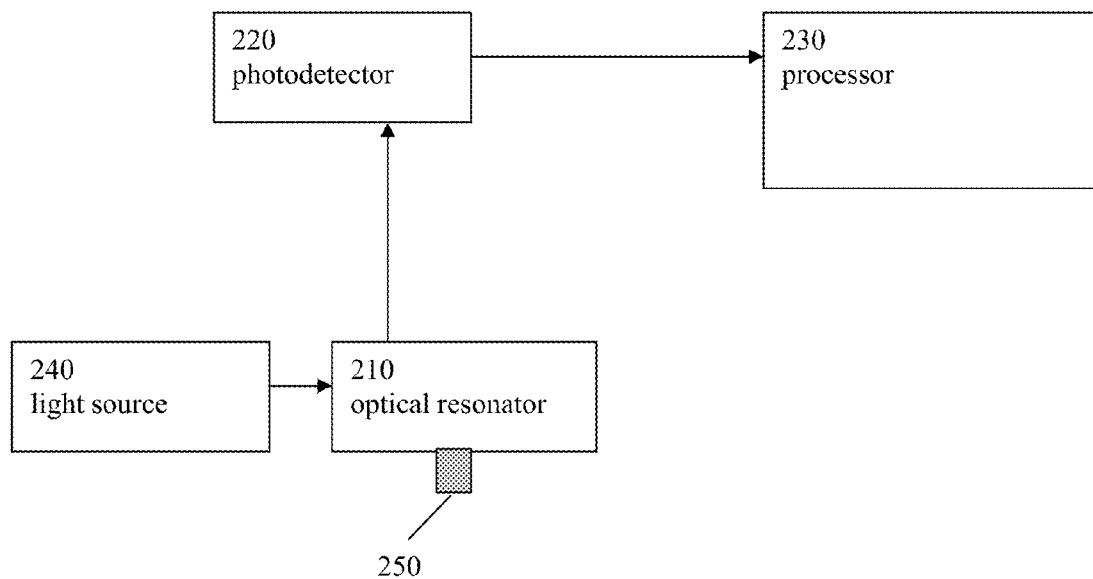 220
photodetector
230
processor
240
light source
210
optical resonator
250